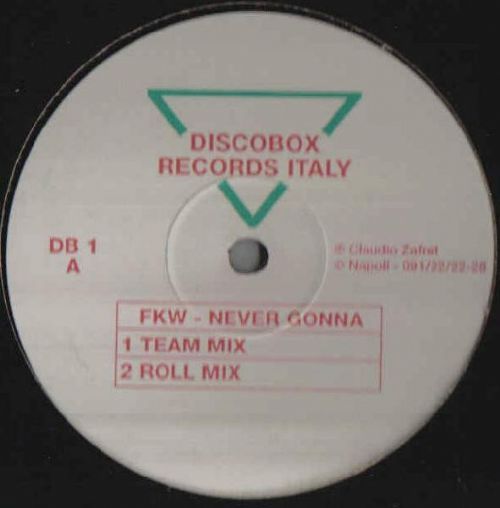 DISCOBOX
RECORDS ITALY
DB 1
A
℗ Claudio Zafret
© Napoli - 091/22/22-26
FKW - NEVER GONNA
1 TEAM MIX
2 ROLL MIX